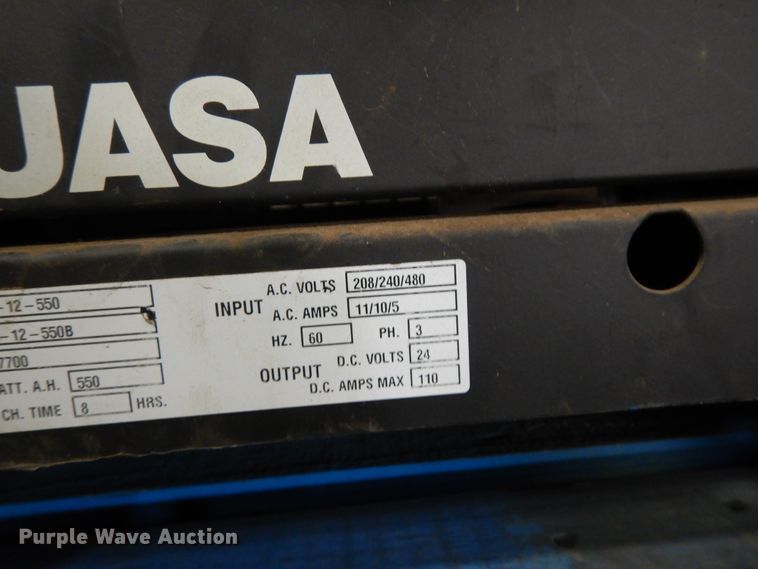 UASA
-12-550
-12-550B
7700
ATT. A.H. 550
CH. TIME 8 HRS.
INPUT
A.C. VOLTS 208/240/480
A.C. AMPS 11/10/5
HZ. 60 PH. 3
OUTPUT
D.C. VOLTS 24
D.C. AMPS MAX 110
Purple Wave Auction